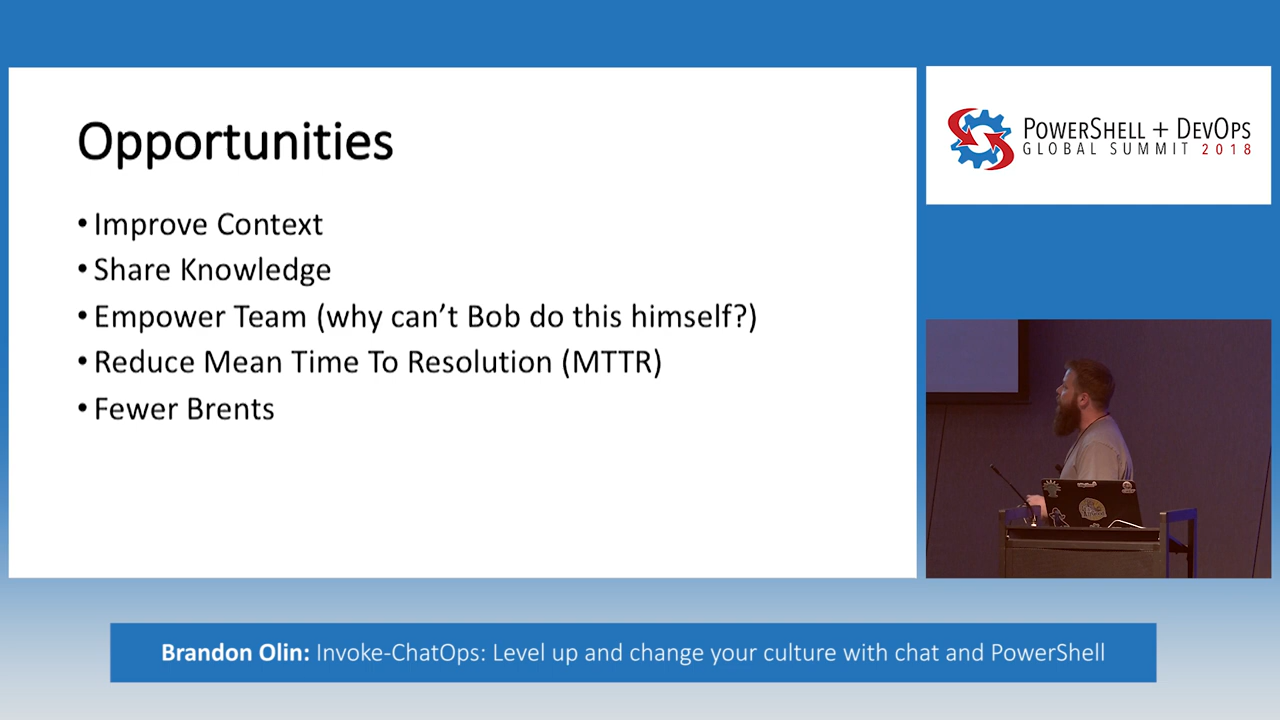 Opportunities
• Improve Context
• Share Knowledge
• Empower Team (why can’t Bob do this himself?)
• Reduce Mean Time To Resolution (MTTR)
• Fewer Brents
POWERSHELL + DEVOPS
GLOBAL SUMMIT 2018
Brandon Olin: Invoke-ChatOps: Level up and change your culture with chat and PowerShell